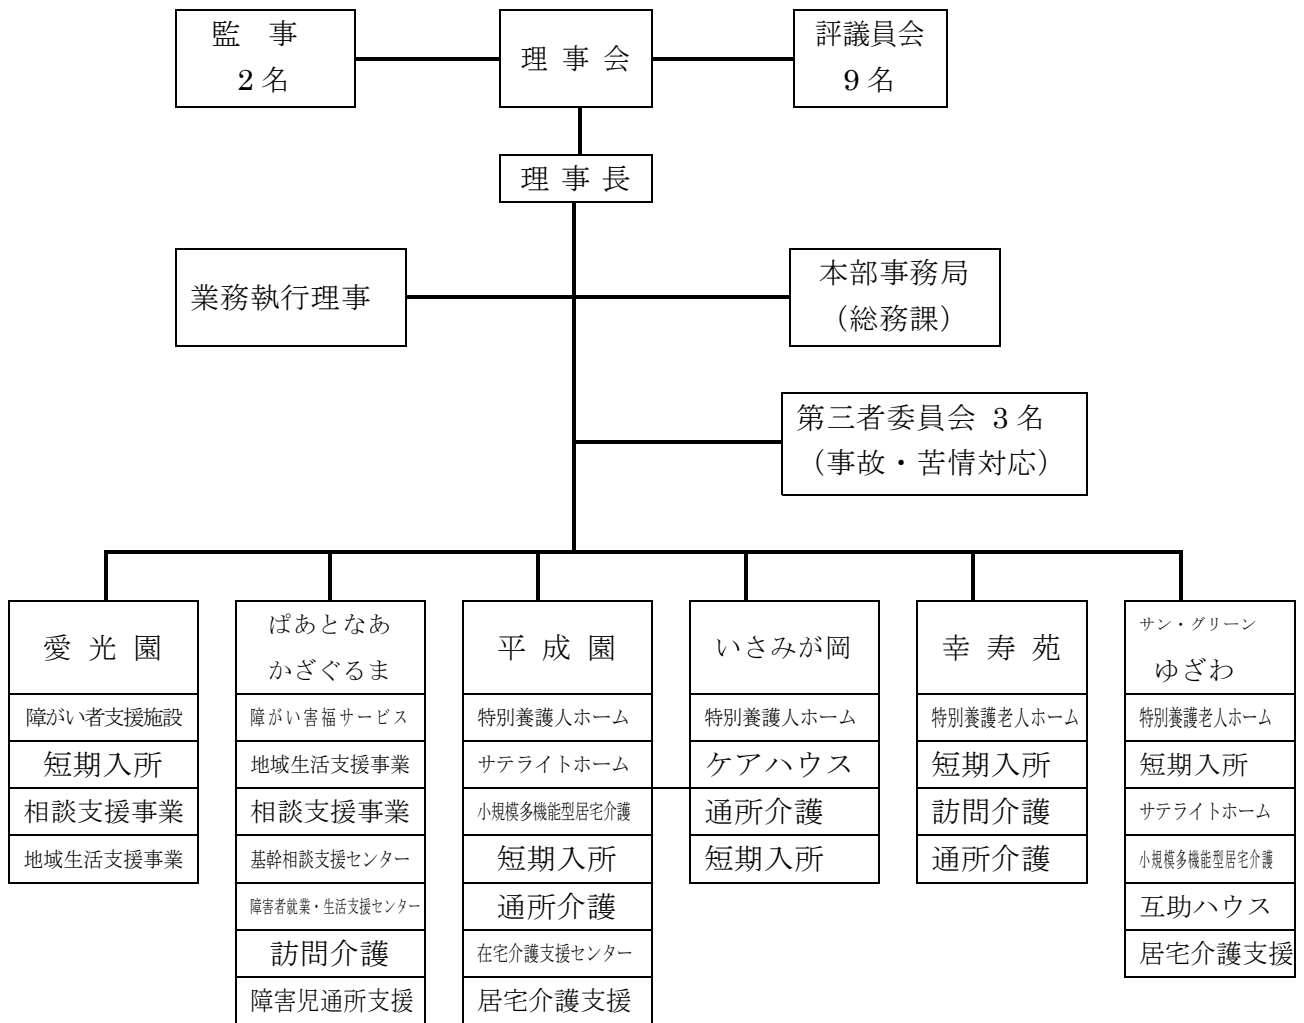 監　事
2名
理 事 会
評議員会
9名
理 事 長
業務執行理事
本部事務局
（総務課）
第三者委員会 3名
（事故・苦情対応）
愛 光 園
障がい者支援施設
短期入所
相談支援事業
地域生活支援事業
ぱあとなあ
かざぐるま
障がい害福サービス
地域生活支援事業
相談支援事業
基幹相談支援センター
障害者就業・生活支援センター
訪問介護
障害児通所支援
平 成 園
特別養護人ホーム
サテライトホーム
小規模多機能型居宅介護
短期入所
通所介護
在宅介護支援センター
居宅介護支援
いさみが岡
特別養護人ホーム
ケアハウス
通所介護
短期入所
幸 寿 苑
特別養護老人ホーム
短期入所
訪問介護
通所介護
サン・グリーン
ゆざわ
特別養護老人ホーム
短期入所
サテライトホーム
小規模多機能型居宅介護
互助ハウス
居宅介護支援